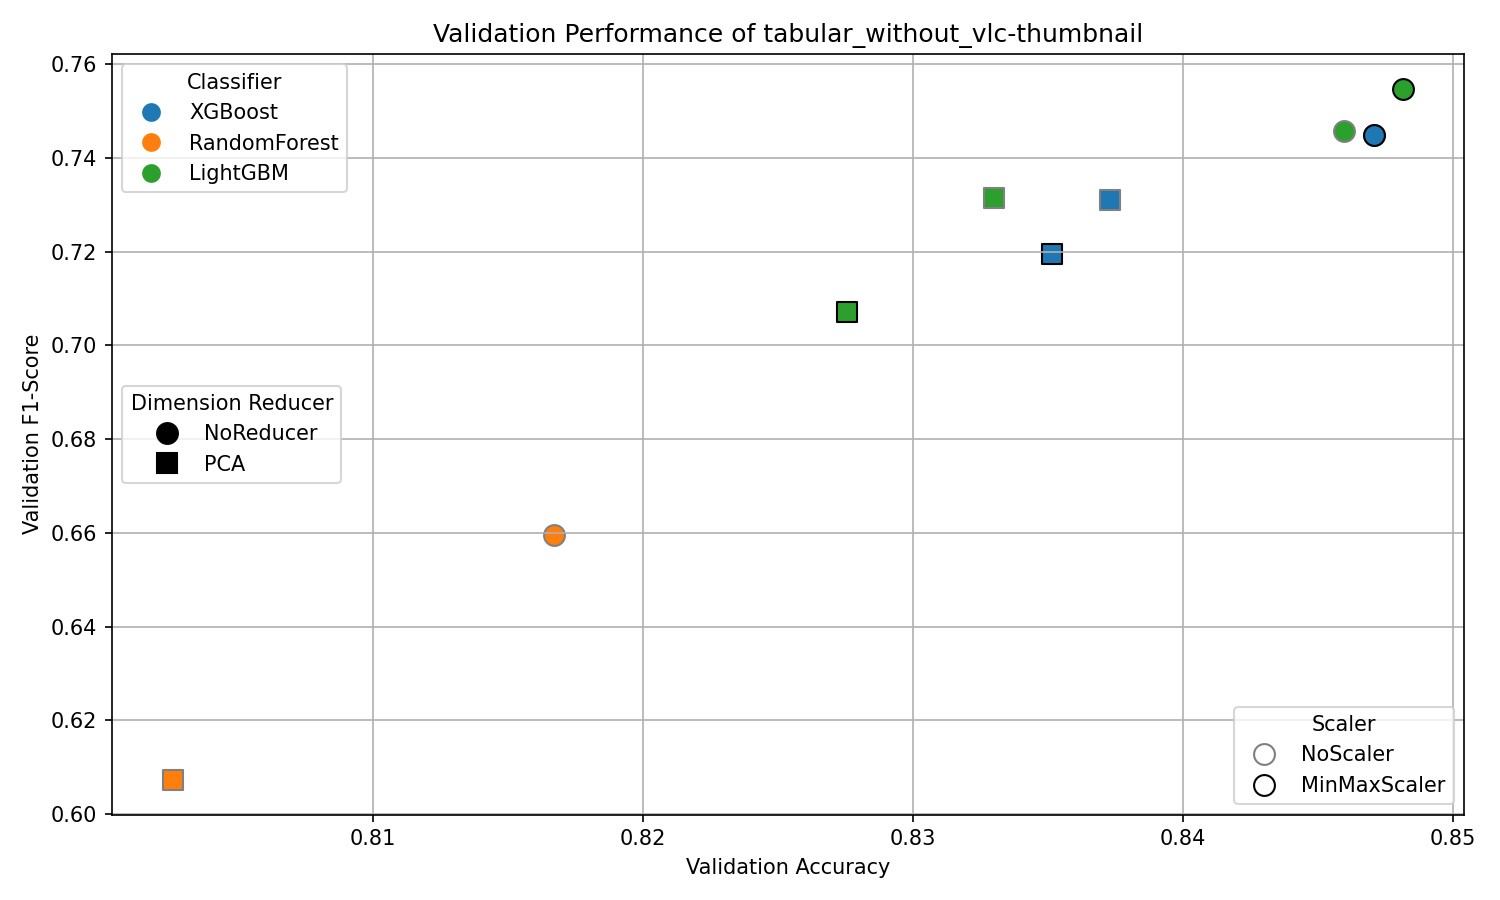 Validation Performance of tabular_without_vlc-thumbnail
Validation F1-Score
0.76
0.74
0.72
0.70
0.68
0.66
0.64
0.62
0.60
Classifier
XGBoost
RandomForest
LightGBM
Dimension Reducer
NoReducer
PCA
Scaler
NoScaler
MinMaxScaler
0.81
0.82
0.83
0.84
0.85
Validation Accuracy